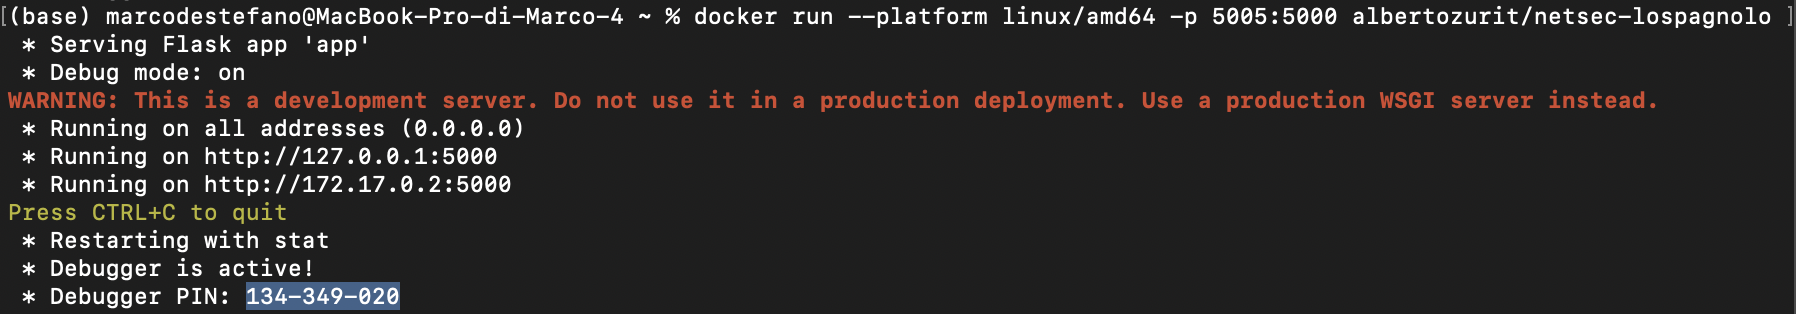 [(base) marcodestefano@MacBook-Pro-di-Marco-4 ~ % docker run --platform linux/amd64 -p 5005:5000 albertozurit/netsec-lospagnolo ]
 * Serving Flask app 'app'
 * Debug mode: on
WARNING: This is a development server. Do not use it in a production deployment. Use a production WSGI server instead.
 * Running on all addresses (0.0.0.0)
 * Running on http://127.0.0.1:5000
 * Running on http://172.17.0.2:5000
Press CTRL+C to quit
 * Restarting with stat
 * Debugger is active!
 * Debugger PIN: 134-349-020